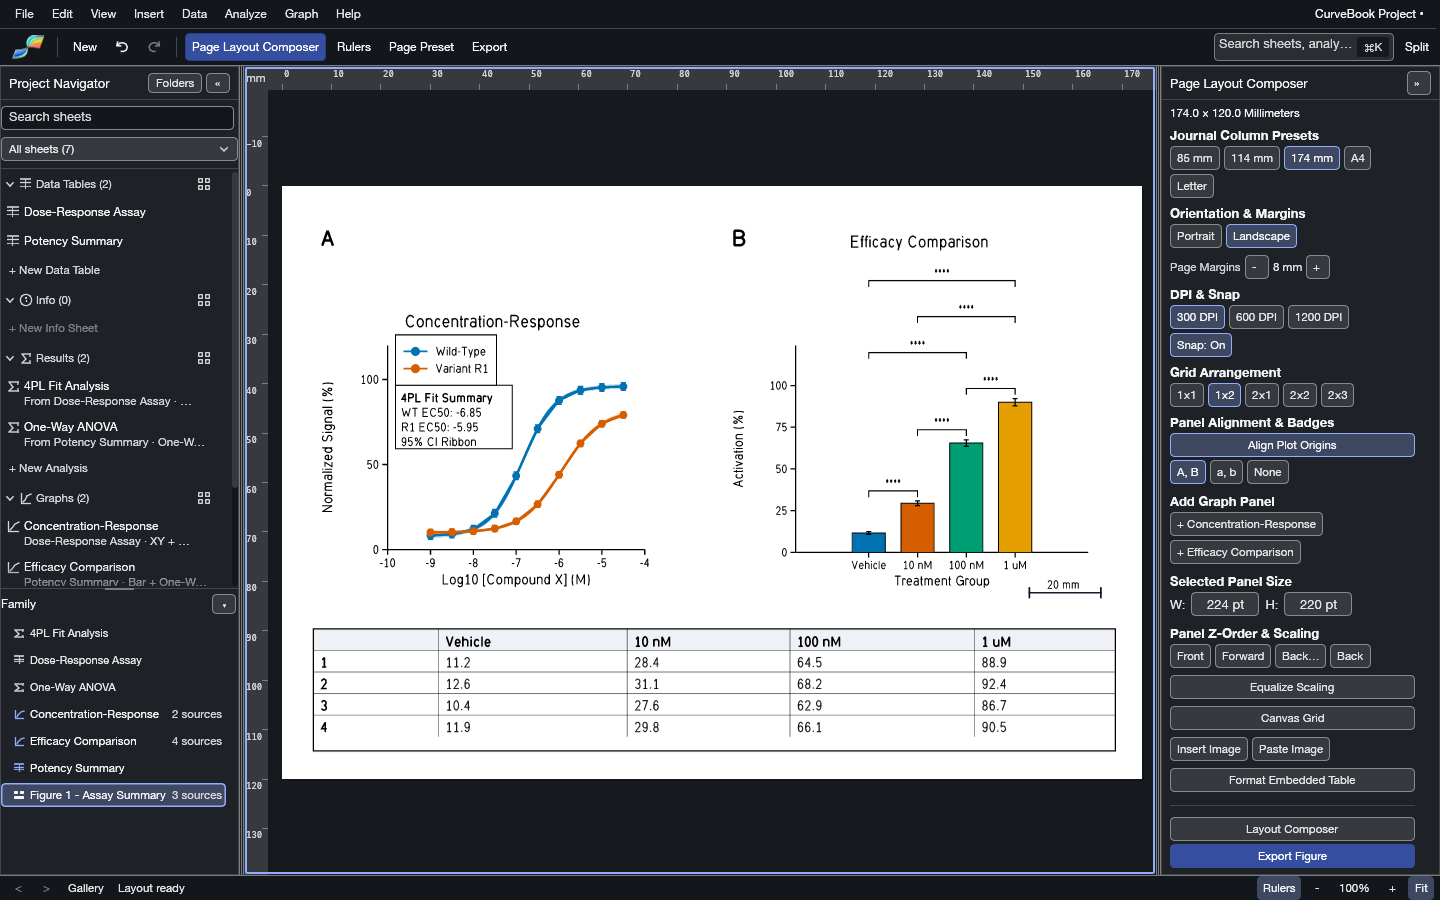 File Edit View Insert Data Analyze Graph Help CurveBook Project •
New Page Layout Composer Rulers Page Preset Export Search sheets, analy... ⌘K Split
Project Navigator Folders «
Search sheets
All sheets (7)
Data Tables (2)
Dose-Response Assay
Potency Summary
+ New Data Table
Info (0)
+ New Info Sheet
Results (2)
4PL Fit Analysis
From Dose-Response Assay · ...
One-Way ANOVA
From Potency Summary · One-W...
+ New Analysis
Graphs (2)
Concentration-Response
Dose-Response Assay · XY + ...
Efficacy Comparison
Potency Summary · Bar + One-W...
Family
4PL Fit Analysis
Dose-Response Assay
One-Way ANOVA
Concentration-Response 2 sources
Efficacy Comparison 4 sources
Potency Summary
Figure 1 - Assay Summary 3 sources
mm 0 10 20 30 40 50 60 70 80 90 100 110 120 130 140 150 160 170
-10
0
10
20
30
40
50
60
70
80
90
100
110
120
130
A
Concentration-Response
Wild-Type
Variant R1
4PL Fit Summary
WT EC50: -6.85
R1 EC50: -5.95
95% CI Ribbon
Normalized Signal (%)
100
50
0
-10 -9 -8 -7 -6 -5 -4
Log10 [Compound X] (M)
B
Efficacy Comparison
****
****
****
****
****
****
Activation (%)
100
75
50
25
0
Vehicle 10 nM 100 nM 1 uM
Treatment Group
20 mm
Vehicle 10 nM 100 nM 1 uM
1 11.2 28.4 64.5 88.9
2 12.6 31.1 68.2 92.4
3 10.4 27.6 62.9 86.7
4 11.9 29.8 66.1 90.5
Page Layout Composer »
174.0 x 120.0 Millimeters
Journal Column Presets
85 mm 114 mm 174 mm A4
Letter
Orientation & Margins
Portrait Landscape
Page Margins - 8 mm +
DPI & Snap
300 DPI 600 DPI 1200 DPI
Snap: On
Grid Arrangement
1x1 1x2 2x1 2x2 2x3
Panel Alignment & Badges
Align Plot Origins
A, B a, b None
Add Graph Panel
+ Concentration-Response
+ Efficacy Comparison
Selected Panel Size
W: 224 pt H: 220 pt
Panel Z-Order & Scaling
Front Forward Back... Back
Equalize Scaling
Canvas Grid
Insert Image Paste Image
Format Embedded Table
Layout Composer
Export Figure
< > Gallery Layout ready Rulers - 100% + Fit